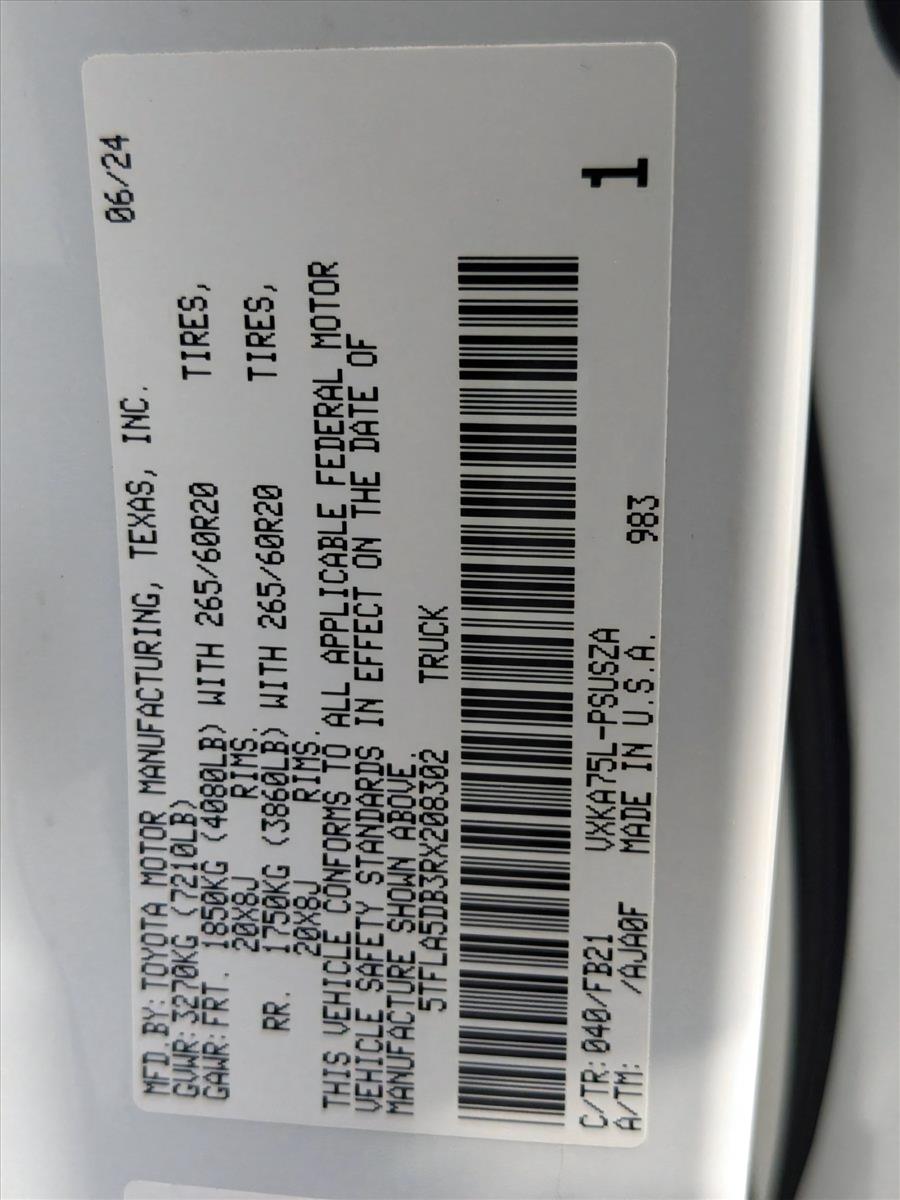 06/24
MFD.BY:TOYOTA MOTOR MANUFACTURING, TEXAS, INC.
GVWR:3270KG (7210LB)
GAWR:FRT. 1850KG (4080LB) WITH 265/60R20 TIRES,
20X8J RIMS.
RR. 1750KG (3860LB) WITH 265/60R20 TIRES,
20X8J RIMS.
THIS VEHICLE CONFORMS TO ALL APPLICABLE FEDERAL MOTOR
VEHICLE SAFETY STANDARDS IN EFFECT ON THE DATE OF
MANUFACTURE SHOWN ABOVE.
5TFLA5DB3RX208302 TRUCK
1
C/TR:040/FB21 VXKA75L-PSUSZA
A/TM: /AJA0F MADE IN U.S.A. 983